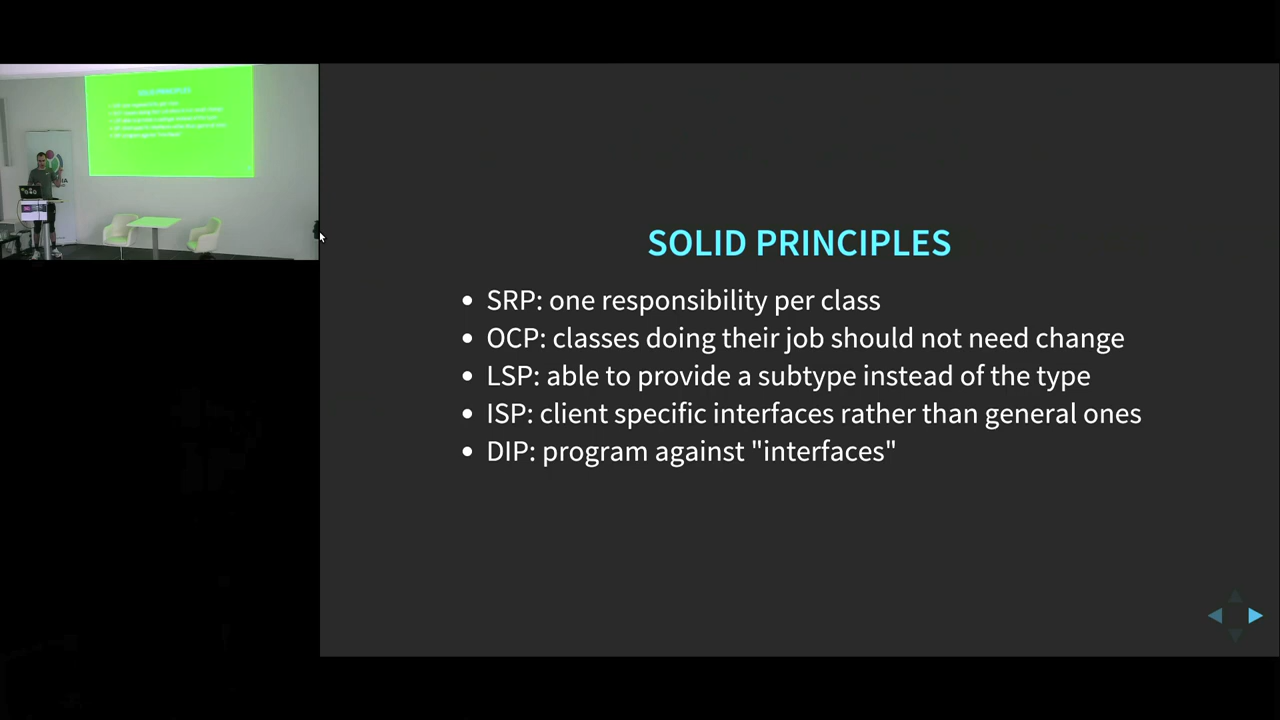 SOLID PRINCIPLES
SRP: one responsibility per class
OCP: classes doing their job should not need change
LSP: able to provide a subtype instead of the type
ISP: client specific interfaces rather than general ones
DIP: program against "interfaces"